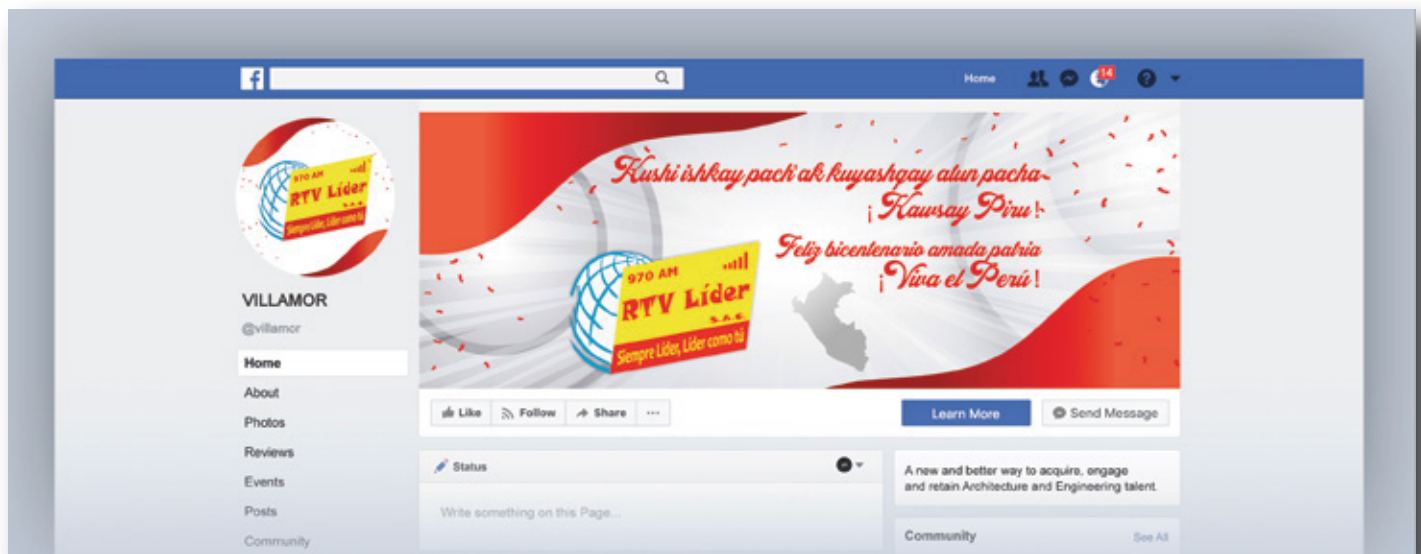 f
Home
14
?
970 AM
RTV Líder
S.A.C.
Siempre Líder, Líder como tú
VILLAMOR
@villamor
Home
About
Photos
Reviews
Events
Posts
Community
Kushi ishkay pach'ak kuyashqay atun pacha
¡Kawsay Piru!
Feliz bicentenario amada patria
¡Viva el Perú!
970 AM
RTV Líder
S.A.C.
Siempre Líder, Líder como tú
Like Follow Share ...
Learn More Send Message
Status
Write something on this Page...
A new and better way to acquire, engage
and retain Architecture and Engineering talent.
Community See All